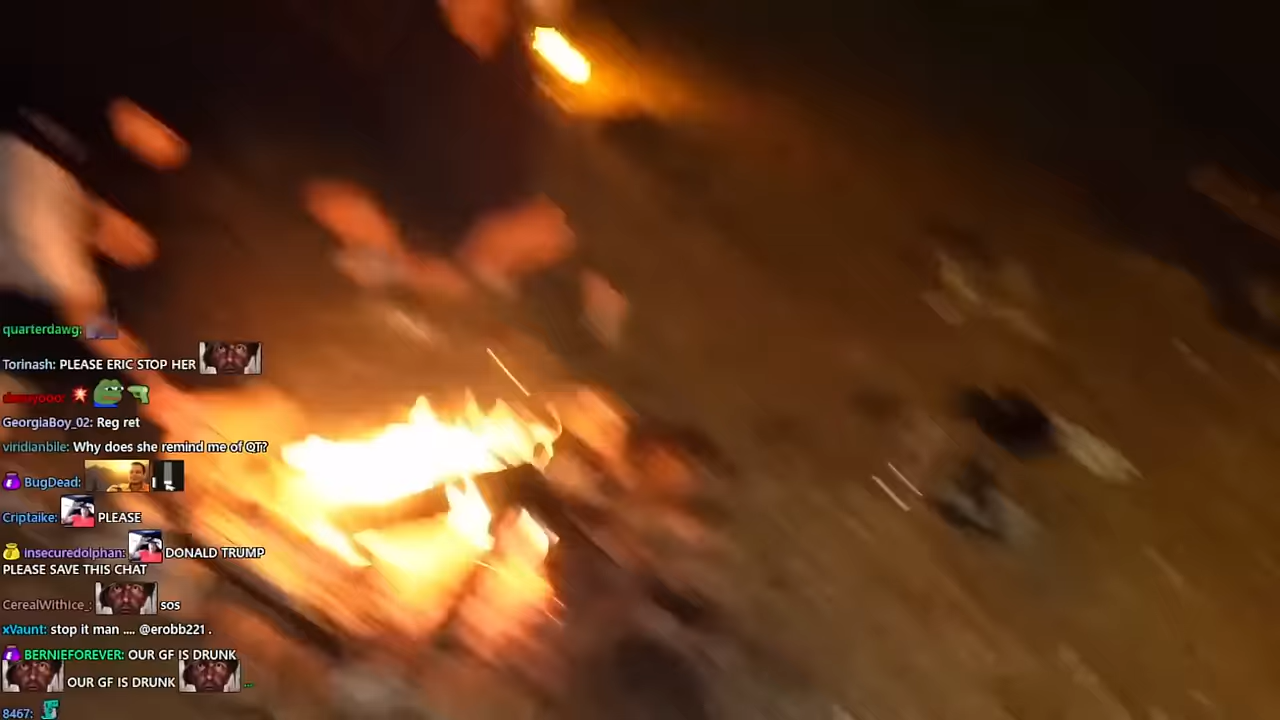 quarterdawg:
Torinash: PLEASE ERIC STOP HER
GeorgiaBoy_02: Reg ret
viridianblle: Why does she remind me of QT?
BugDead:
Criptaike: PLEASE
insecuredolphan: DONALD TRUMP
PLEASE SAVE THIS CHAT
CerealWithIce_: sos
xVaunt: stop it man .... @erobb221 .
BERNIEFOREVER: OUR GF IS DRUNK
OUR GF IS DRUNK ...
8467: